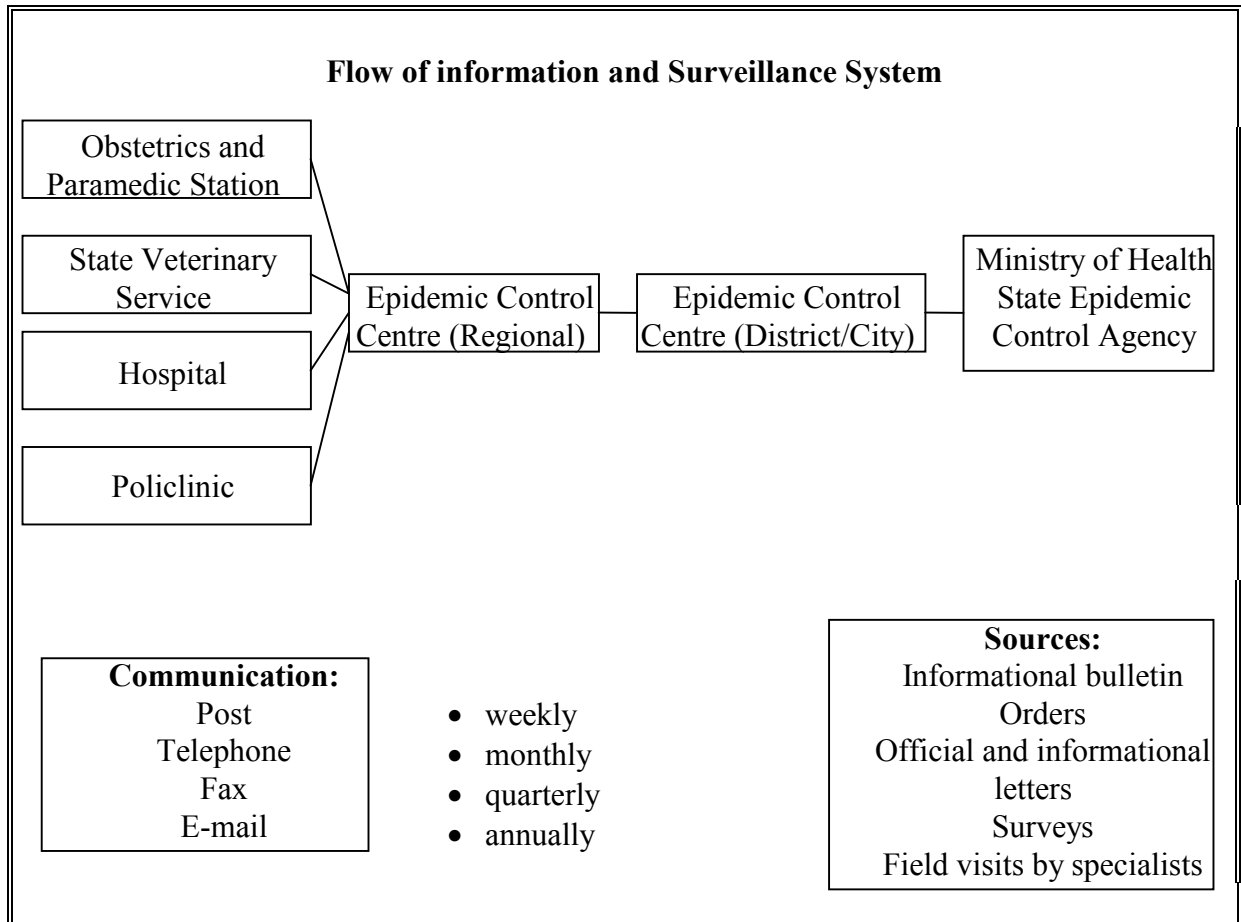 Flow of information and Surveillance System
Obstetrics and
Paramedic Station
State Veterinary
Service
Hospital
Policlinic
Epidemic Control
Centre (Regional)
Epidemic Control
Centre (District/City)
Ministry of Health
State Epidemic
Control Agency
Communication:
Post
Telephone
Fax
E-mail
• weekly
• monthly
• quarterly
• annually
Sources:
Informational bulletin
Orders
Official and informational
letters
Surveys
Field visits by specialists